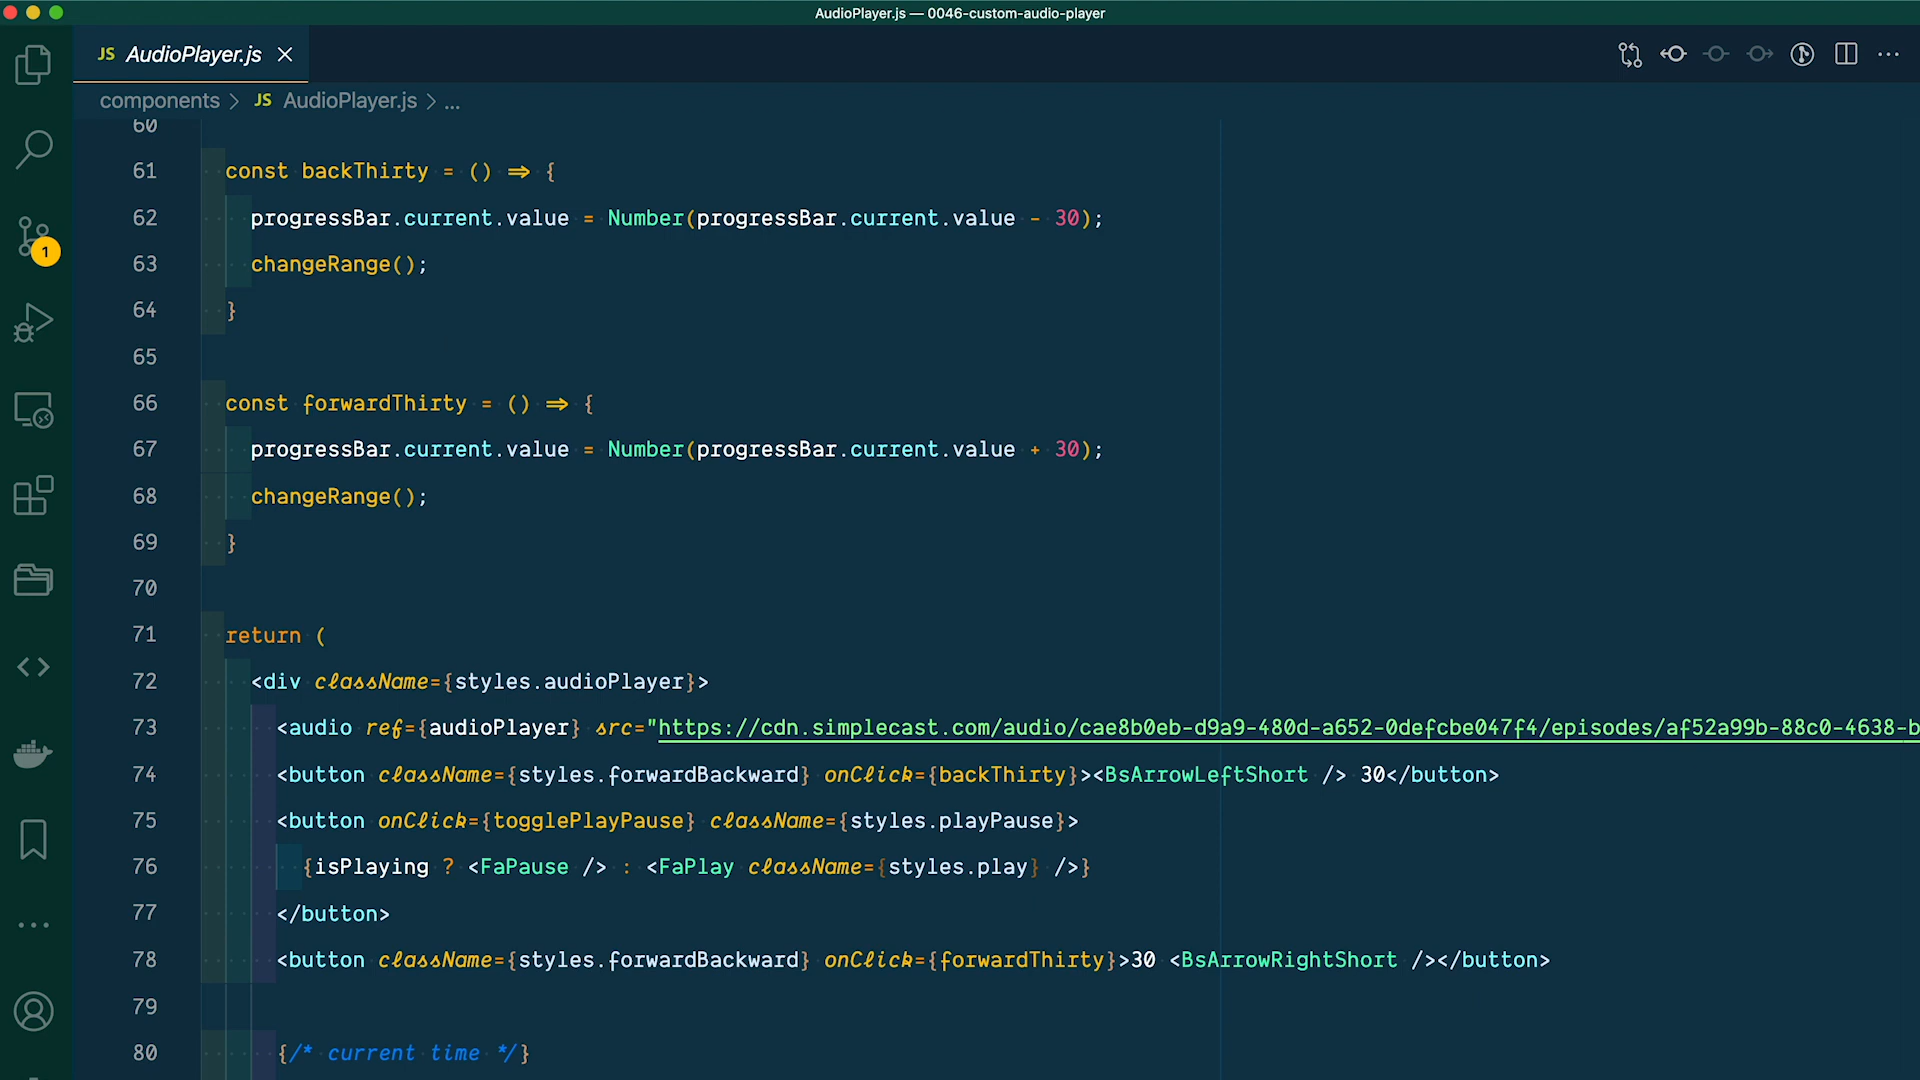 AudioPlayer.js — 0046-custom-audio-player
JS AudioPlayer.js
components > JS AudioPlayer.js > ...
60
61 const backThirty = () => {
62 progressBar.current.value = Number(progressBar.current.value - 30);
63 changeRange();
64 }
65
66 const forwardThirty = () => {
67 progressBar.current.value = Number(progressBar.current.value + 30);
68 changeRange();
69 }
70
71 return (
72 <div className={styles.audioPlayer}>
73 <audio ref={audioPlayer} src="https://cdn.simplecast.com/audio/cae8b0eb-d9a9-480d-a652-0defcbe047f4/episodes/af52a99b-88c0-4638-b
74 <button className={styles.forwardBackward} onClick={backThirty}><BsArrowLeftShort /> 30</button>
75 <button onClick={togglePlayPause} className={styles.playPause}>
76 {isPlaying ? <FaPause /> : <FaPlay className={styles.play} />}
77 </button>
78 <button className={styles.forwardBackward} onClick={forwardThirty}>30 <BsArrowRightShort /></button>
79
80 {/* current time */}
1